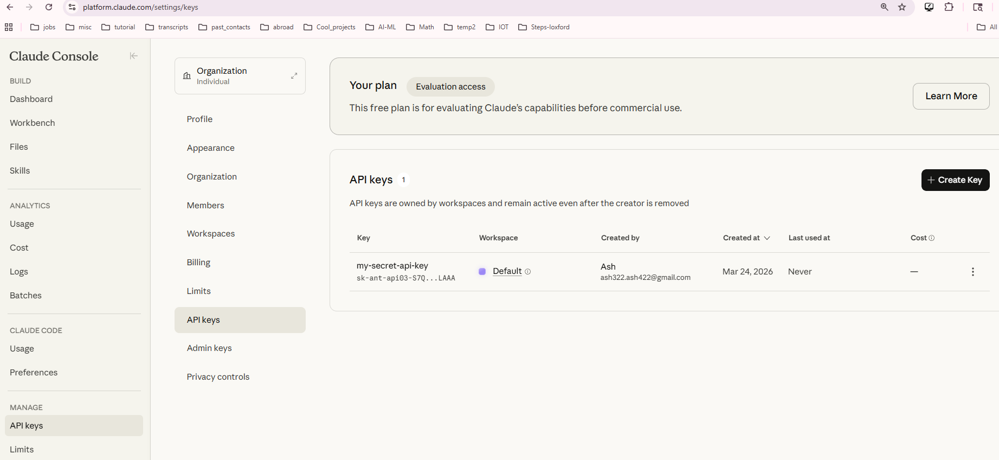 platform.claude.com/settings/keys
jobs
misc
tutorial
transcripts
past_contacts
abroad
Cool_projects
AI-ML
Math
temp2
IOT
Steps-Ioxford
All
Claude Console
BUILD
Dashboard
Workbench
Files
Skills
ANALYTICS
Usage
Cost
Logs
Batches
CLAUDE CODE
Usage
Preferences
MANAGE
API keys
Limits
Organization
Individual
Profile
Appearance
Organization
Members
Workspaces
Billing
Limits
API keys
Admin keys
Privacy controls
Your plan Evaluation access
This free plan is for evaluating Claude’s capabilities before commercial use.
Learn More
API keys 1
+ Create Key
API keys are owned by workspaces and remain active even after the creator is removed
Key Workspace Created by Created at Last used at Cost
my-secret-api-key
sk-ant-api03-S7Q...LAAA
Default
Ash
ash322.ash422@gmail.com
Mar 24, 2026
Never
—